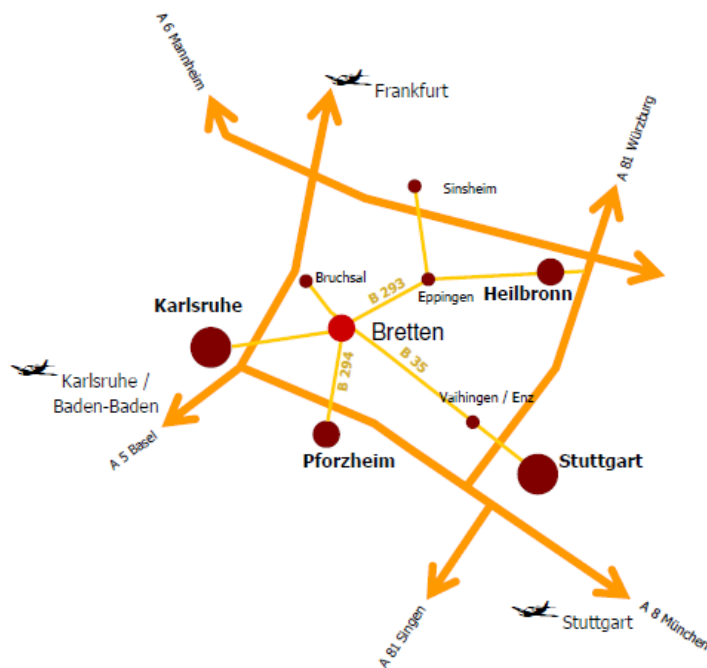 A 6 Mannheim
Frankfurt
A 81 Würzburg
Sinsheim
Bruchsal
B 293
Eppingen
Heilbronn
Karlsruhe
Bretten
B 294
B 35
Karlsruhe /
Baden-Baden
Vaihingen / Enz
A 5 Basel
Pforzheim
Stuttgart
A 81 Singen
Stuttgart
A 8 München